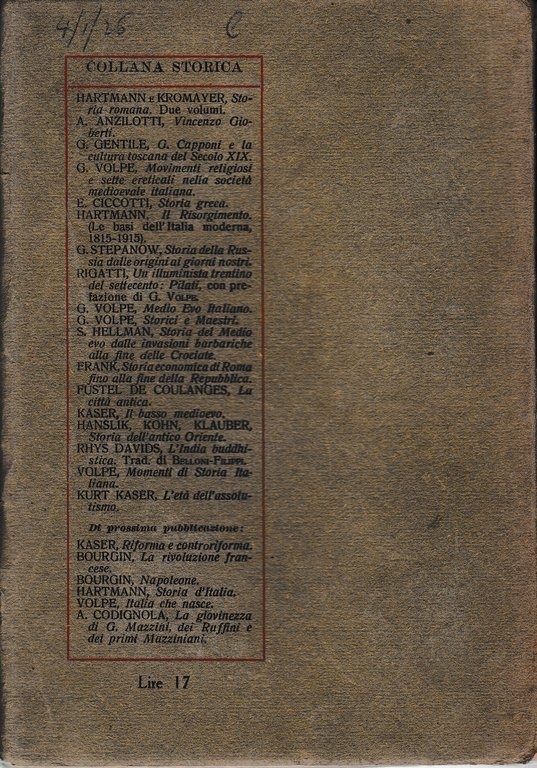 4/1/26 C
COLLANA STORICA
HARTMANN e KROMAYER, Sto-
ria romana. Due volumi.
A. ANZILOTTI, Vincenzo Gio-
berti.
G. GENTILE, G. Capponi e la
cultura toscana del Secolo XIX.
G. VOLPE, Movimenti religiosi
e sette ereticali nella società
medioevale italiana.
E. CICCOTTI, Storia greca.
HARTMANN, Il Risorgimento.
(Le basi dell'Italia moderna,
1815-1915).
G. STEPANOW, Storia della Rus-
sia dalle origini ai giorni nostri.
RIGATTI, Un illuminista trentino
del settecento: Pilati, con pre-
fazione di G. VOLPE.
G. VOLPE, Medio Evo Italiano.
G. VOLPE, Storici e Maestri.
S. HELLMAN, Storia del Medio
evo dalle invasioni barbariche
alla fine delle Crociate.
FRANK, Storia economica di Roma
fino alla fine della Repubblica.
FUSTEL DE COULANGES, La
città antica.
KASER, Il basso medioevo.
HANSLIK, KOHN, KLAUBER,
Storia dell'antico Oriente.
RHYS DAVIDS, L'India buddhi-
stica. Trad. di BELLONI-FILIPPI.
VOLPE, Momenti di Storia Ita-
liana.
KURT KASER, L'età dell'assolu-
tismo.
Di prossima pubblicazione:
KASER, Riforma e controriforma.
BOURGIN, La rivoluzione fran-
cese.
BOURGIN, Napoleone.
HARTMANN, Storia d'Italia.
VOLPE, Italia che nasce.
A. CODIGNOLA, La giovinezza
di G. Mazzini, dei Ruffini e
dei primi Mazziniani.
Lire 17